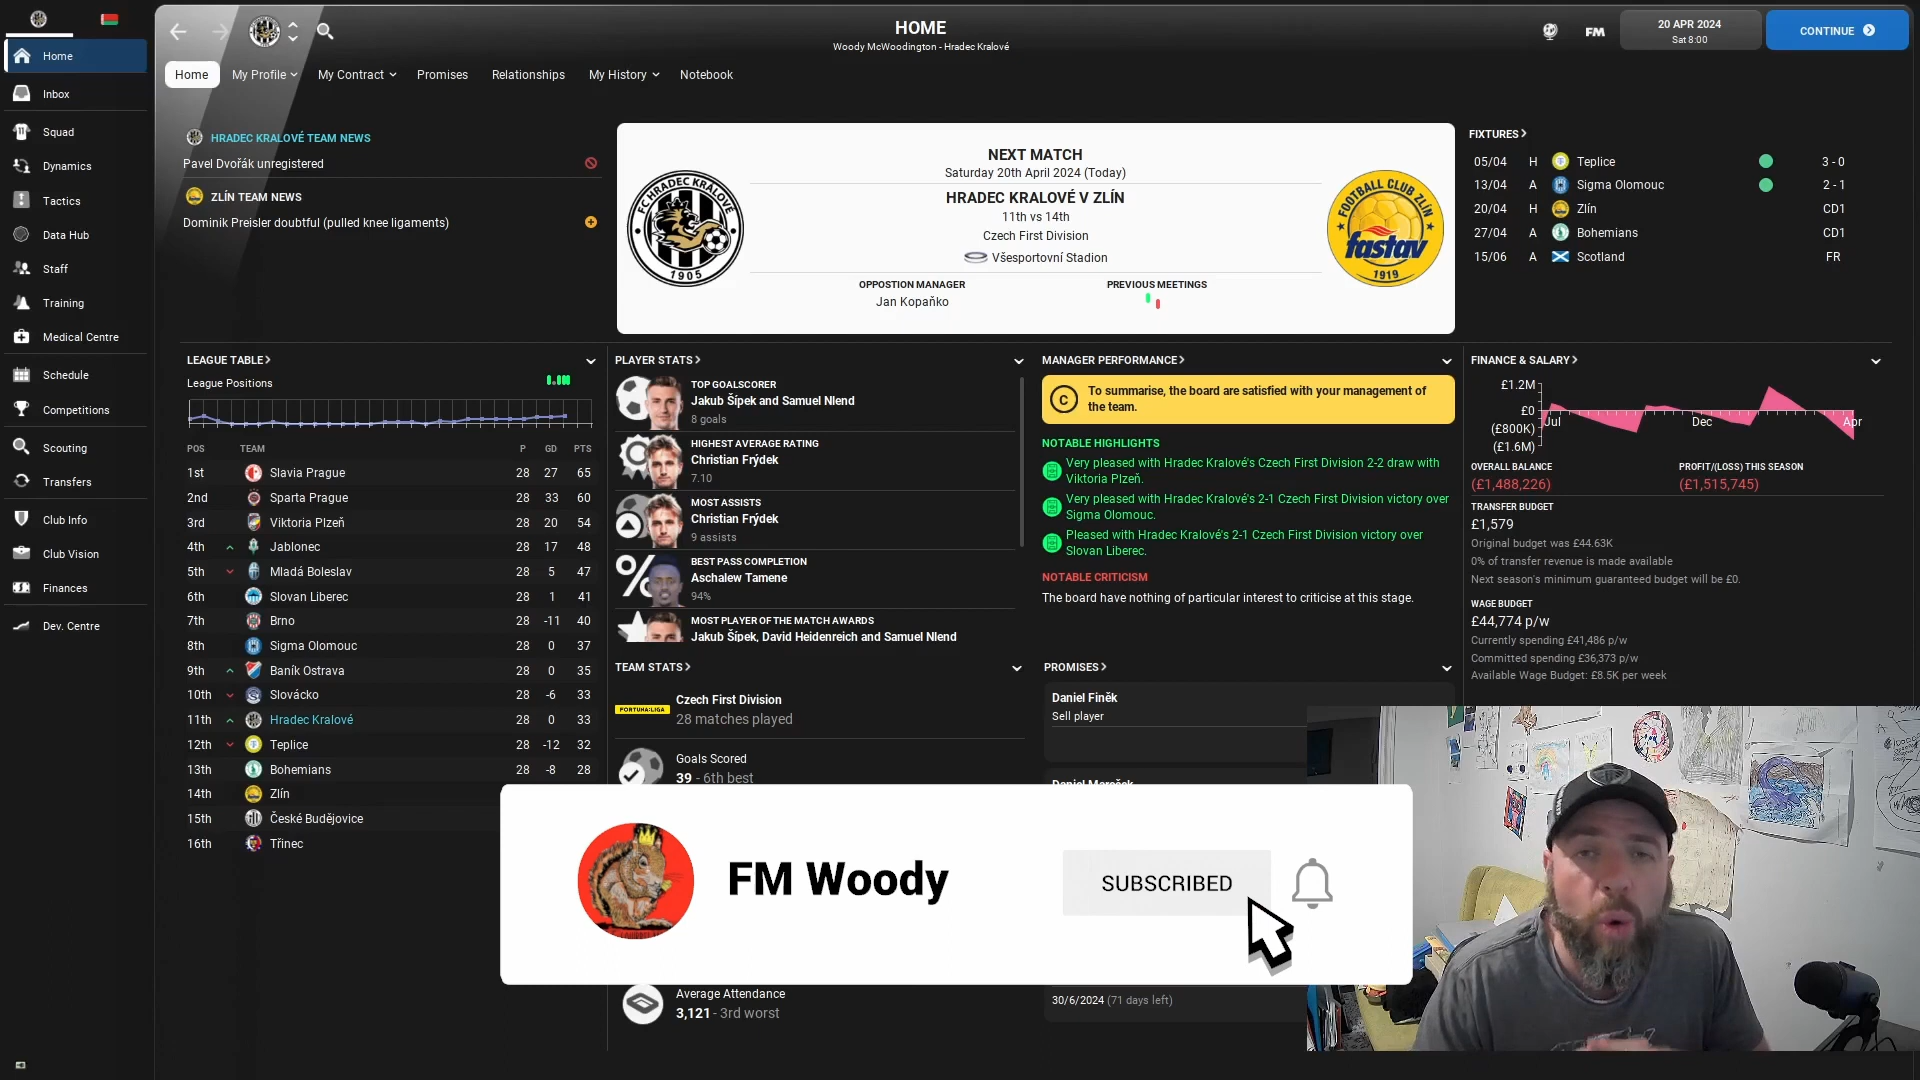 HOME
Woody McWoodington - Hradec Kralové
FM
20 APR 2024
Sat 8:00
CONTINUE
Home
Inbox
Squad
Dynamics
Tactics
Data Hub
Staff
Training
Medical Centre
Schedule
Competitions
Scouting
Transfers
Club Info
Club Vision
Finances
Dev. Centre
Home
My Profile
My Contract
Promises
Relationships
My History
Notebook
HRADEC KRALOVÉ TEAM NEWS
Pavel Dvořák unregistered
ZLÍN TEAM NEWS
Dominik Preisler doubtful (pulled knee ligaments)
FC HRADEC KRÁLOVÉ
1905
NEXT MATCH
Saturday 20th April 2024 (Today)
HRADEC KRALOVÉ V ZLÍN
11th vs 14th
Czech First Division
Všesportovní Stadion
OPPOSTION MANAGER
Jan Kopaňko
PREVIOUS MEETINGS
FOOTBALL CLUB ZLÍN
fastav
1919
FIXTURES
05/04 H Teplice 3 - 0
13/04 A Sigma Olomouc 2 - 1
20/04 H Zlín CD1
27/04 A Bohemians CD1
15/06 A Scotland FR
LEAGUE TABLE
League Positions
POS TEAM P GD PTS
1st Slavia Prague 28 27 65
2nd Sparta Prague 28 33 60
3rd Viktoria Plzeň 28 20 54
4th Jablonec 28 17 48
5th Mladá Boleslav 28 5 47
6th Slovan Liberec 28 1 41
7th Brno 28 -11 40
8th Sigma Olomouc 28 0 37
9th Baník Ostrava 28 0 35
10th Slovácko 28 -6 33
11th Hradec Kralové 28 0 33
12th Teplice 28 -12 32
13th Bohemians 28 -8 28
14th Zlín
15th České Budějovice
16th Třinec
PLAYER STATS
TOP GOALSCORER
Jakub Šípek and Samuel Nlend
8 goals
HIGHEST AVERAGE RATING
Christian Frýdek
7.10
MOST ASSISTS
Christian Frýdek
9 assists
BEST PASS COMPLETION
Aschalew Tamene
94%
MOST PLAYER OF THE MATCH AWARDS
Jakub Šípek, David Heidenreich and Samuel Nlend
TEAM STATS
FORTUNA:LIGA
Czech First Division
28 matches played
Goals Scored
39 - 6th best
Average Attendance
3,121 - 3rd worst
MANAGER PERFORMANCE
C
To summarise, the board are satisfied with your management of
the team.
NOTABLE HIGHLIGHTS
Very pleased with Hradec Kralové's Czech First Division 2-2 draw with
Viktoria Plzeň.
Very pleased with Hradec Kralové's 2-1 Czech First Division victory over
Sigma Olomouc.
Pleased with Hradec Kralové's 2-1 Czech First Division victory over
Slovan Liberec.
NOTABLE CRITICISM
The board have nothing of particular interest to criticise at this stage.
PROMISES
Daniel Finěk
Sell player
30/6/2024 (71 days left)
FINANCE & SALARY
£1.2M
£0
(£800K)
(£1.6M)
Jul
Dec
Apr
OVERALL BALANCE
(£1,488,226)
PROFIT/(LOSS) THIS SEASON
(£1,515,745)
TRANSFER BUDGET
£1,579
Original budget was £44.63K
0% of transfer revenue is made available
Next season's minimum guaranteed budget will be £0.
WAGE BUDGET
£44,774 p/w
Currently spending £41,486 p/w
Committed spending £36,373 p/w
Available Wage Budget: £8.5K per week
FM Woody
SUBSCRIBED